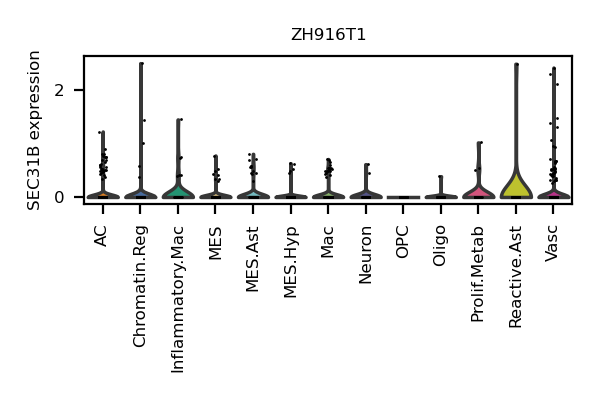 ZH916T1
SEC31B expression
2
0
AC
Chromatin.Reg
Inflammatory.Mac
MES
MES.Ast
MES.Hyp
Mac
Neuron
OPC
Oligo
Prolif.Metab
Reactive.Ast
Vasc